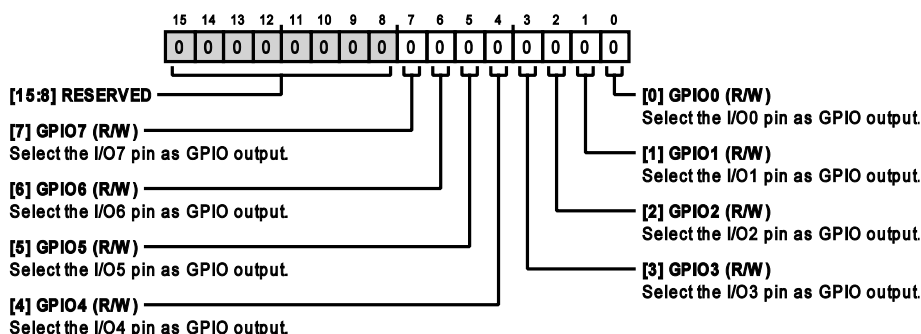 15 14 13 12 11 10 9 8 7 6 5 4 3 2 1 0
0 0 0 0 0 0 0 0 0 0 0 0 0 0 0 0
[15:8] RESERVED
[7] GPIO7 (R/W)
Select the I/O7 pin as GPIO output.
[6] GPIO6 (R/W)
Select the I/O6 pin as GPIO output.
[5] GPIO5 (R/W)
Select the I/O5 pin as GPIO output.
[4] GPIO4 (R/W)
Select the I/O4 pin as GPIO output.
[0] GPIO0 (R/W)
Select the I/O0 pin as GPIO output.
[1] GPIO1 (R/W)
Select the I/O1 pin as GPIO output.
[2] GPIO2 (R/W)
Select the I/O2 pin as GPIO output.
[3] GPIO3 (R/W)
Select the I/O3 pin as GPIO output.